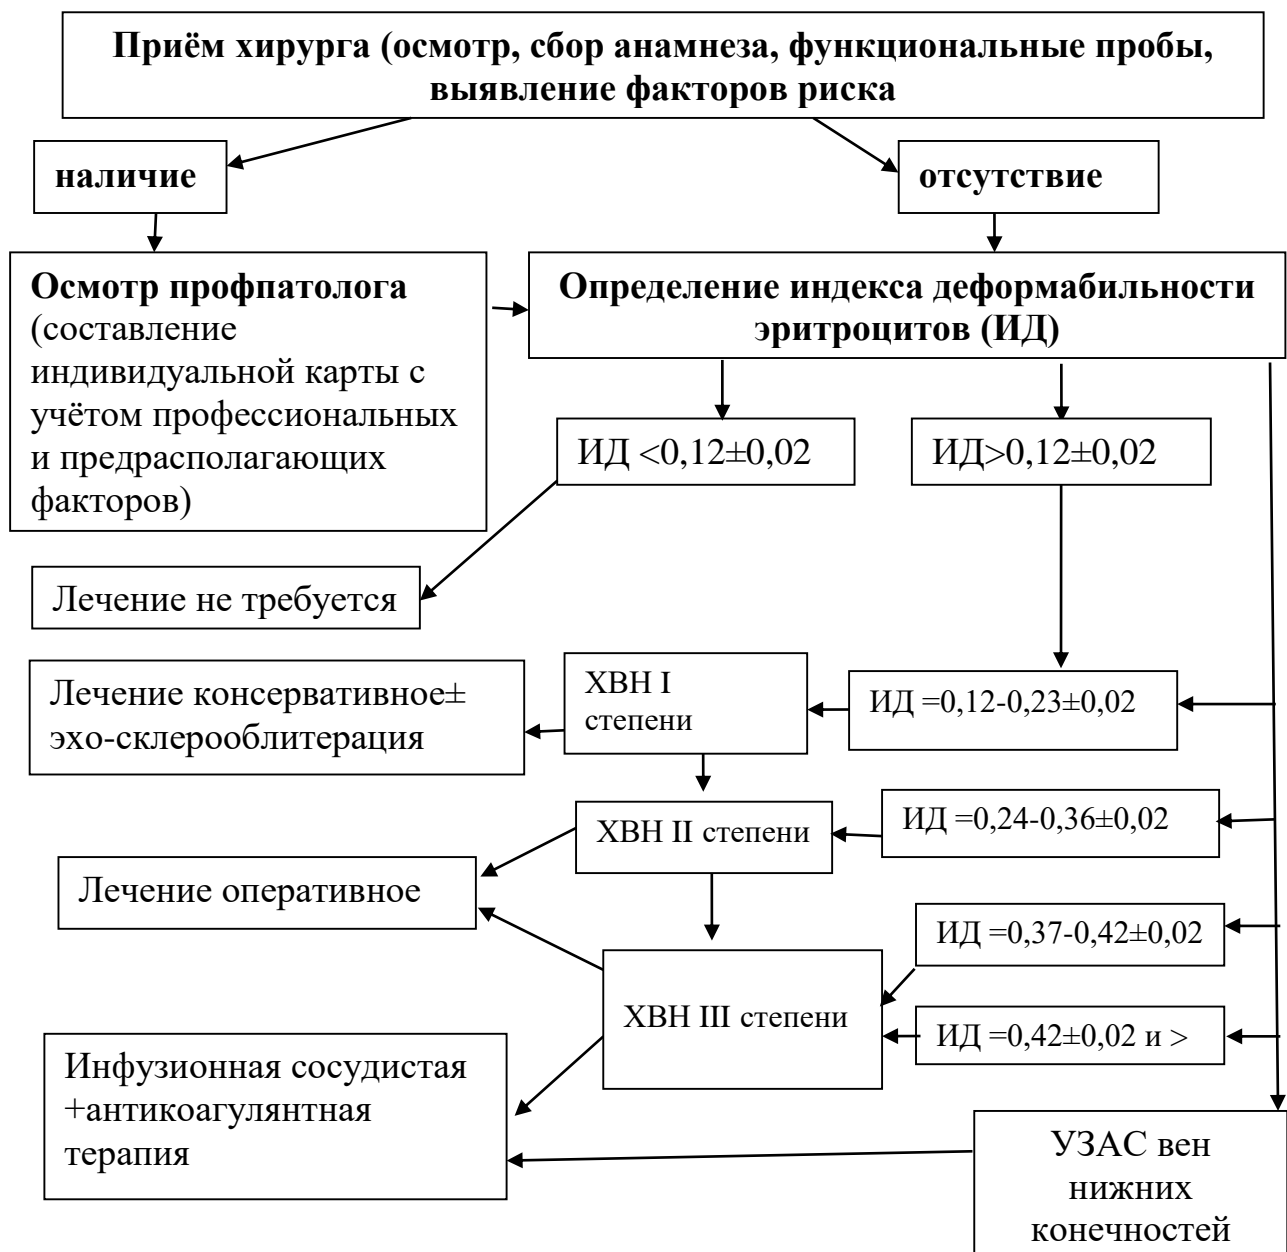 Приём хирурга (осмотр, сбор анамнеза, функциональные пробы,
выявление факторов риска
наличие
отсутствие
Осмотр профпатолога
(составление
индивидуальной карты с
учётом профессиональных
и предрасполагающих
факторов)
Определение индекса деформабильности
эритроцитов (ИД)
ИД <0,12±0,02
ИД>0,12±0,02
Лечение не требуется
Лечение консервативное±
эхо-склерооблитерация
ХВН I
степени
ИД =0,12-0,23±0,02
ХВН II степени
ИД =0,24-0,36±0,02
Лечение оперативное
ИД =0,37-0,42±0,02
ХВН III степени
ИД =0,42±0,02 и >
Инфузионная сосудистая
+антикоагулянтная
терапия
УЗАС вен
нижних
конечностей